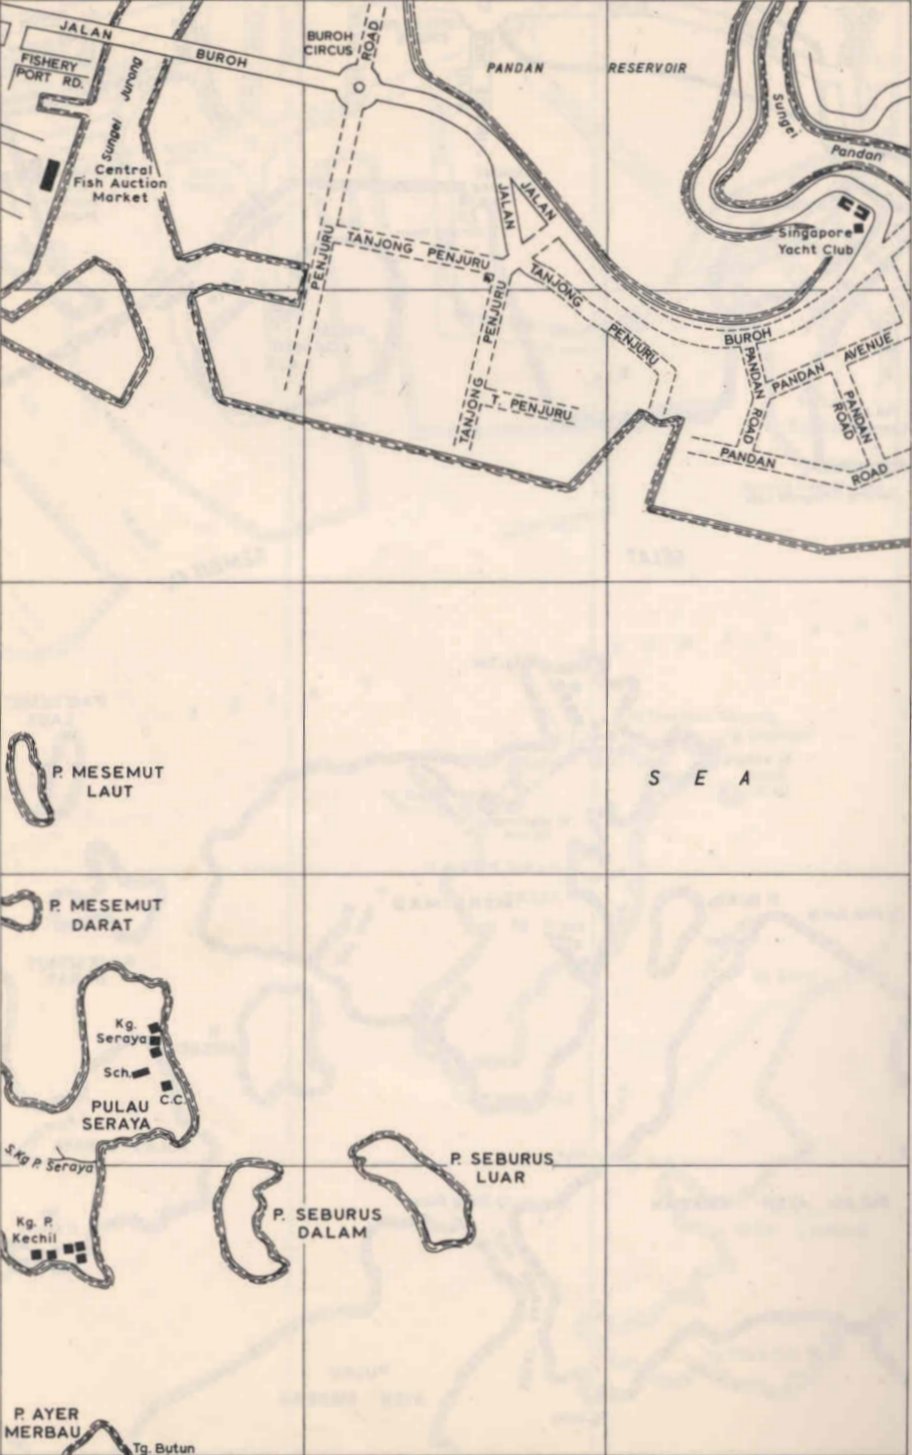 JALAN
BUROH
BUROH
CIRCUS
ROAD
PANDAN RESERVOIR
FISHERY
PORT RD.
Sungei Jurong
Central
Fish Auction
Market
Sungei
Pandan
Singapore
Yacht Club
JALAN
JALAN
PENJURU
TANJONG PENJURU
TANJONG
PENJURU
PENJURU
TANJONG
T. PENJURU
BUROH
PANDAN
ROAD
PANDAN AVENUE
PANDAN
ROAD
PANDAN
ROAD
P. MESEMUT
LAUT
SEA
P. MESEMUT
DARAT
Kg.
Seraya
Sch.
C.C.
PULAU
SERAYA
S.Kg P. Seraya
P. SEBURUS
LUAR
P. SEBURUS
DALAM
Kg. P.
Kechil
P. AYER
MERBAU
Tg. Butun